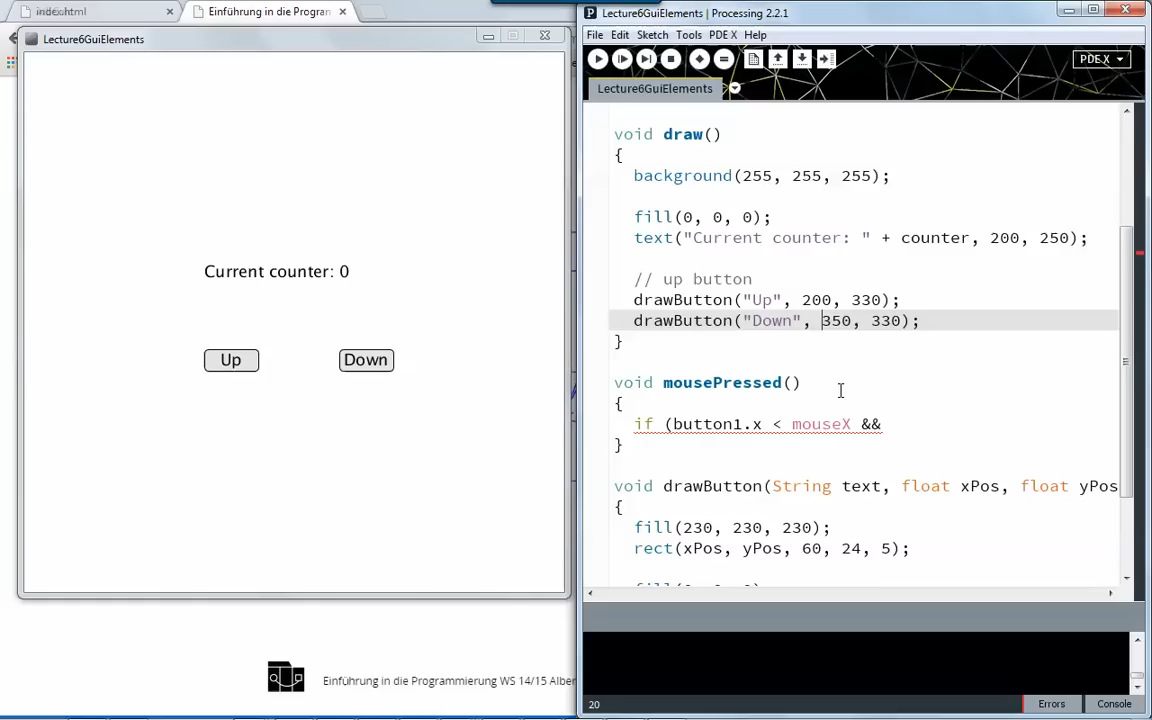 index.html
Einführung in die Program
Lecture6GuiElements
Current counter: 0
Up
Down
Einführung in die Programmierung WS 14/15 Alber
Lecture6GuiElements | Processing 2.2.1
File Edit Sketch Tools PDE X Help
PDE X
Lecture6GuiElements
void draw()
{
background(255, 255, 255);
fill(0, 0, 0);
text("Current counter: " + counter, 200, 250);
// up button
drawButton("Up", 200, 330);
drawButton("Down", 350, 330);
}
void mousePressed()
{
if (button1.x < mouseX &&
}
void drawButton(String text, float xPos, float yPos
{
fill(230, 230, 230);
rect(xPos, yPos, 60, 24, 5);
20
Errors
Console